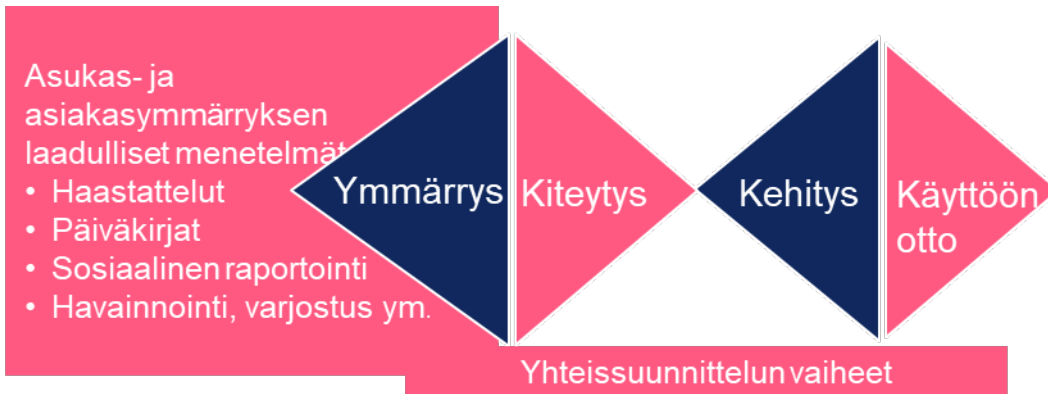 Asukas- ja
asiakasymmärryksen
laadulliset menetelmät
• Haastattelut
• Päiväkirjat
• Sosiaalinen raportointi
• Havainnointi, varjostus ym.
Ymmärrys
Kiteytys
Kehitys
Käyttöön
otto
Yhteissuunnittelun vaiheet